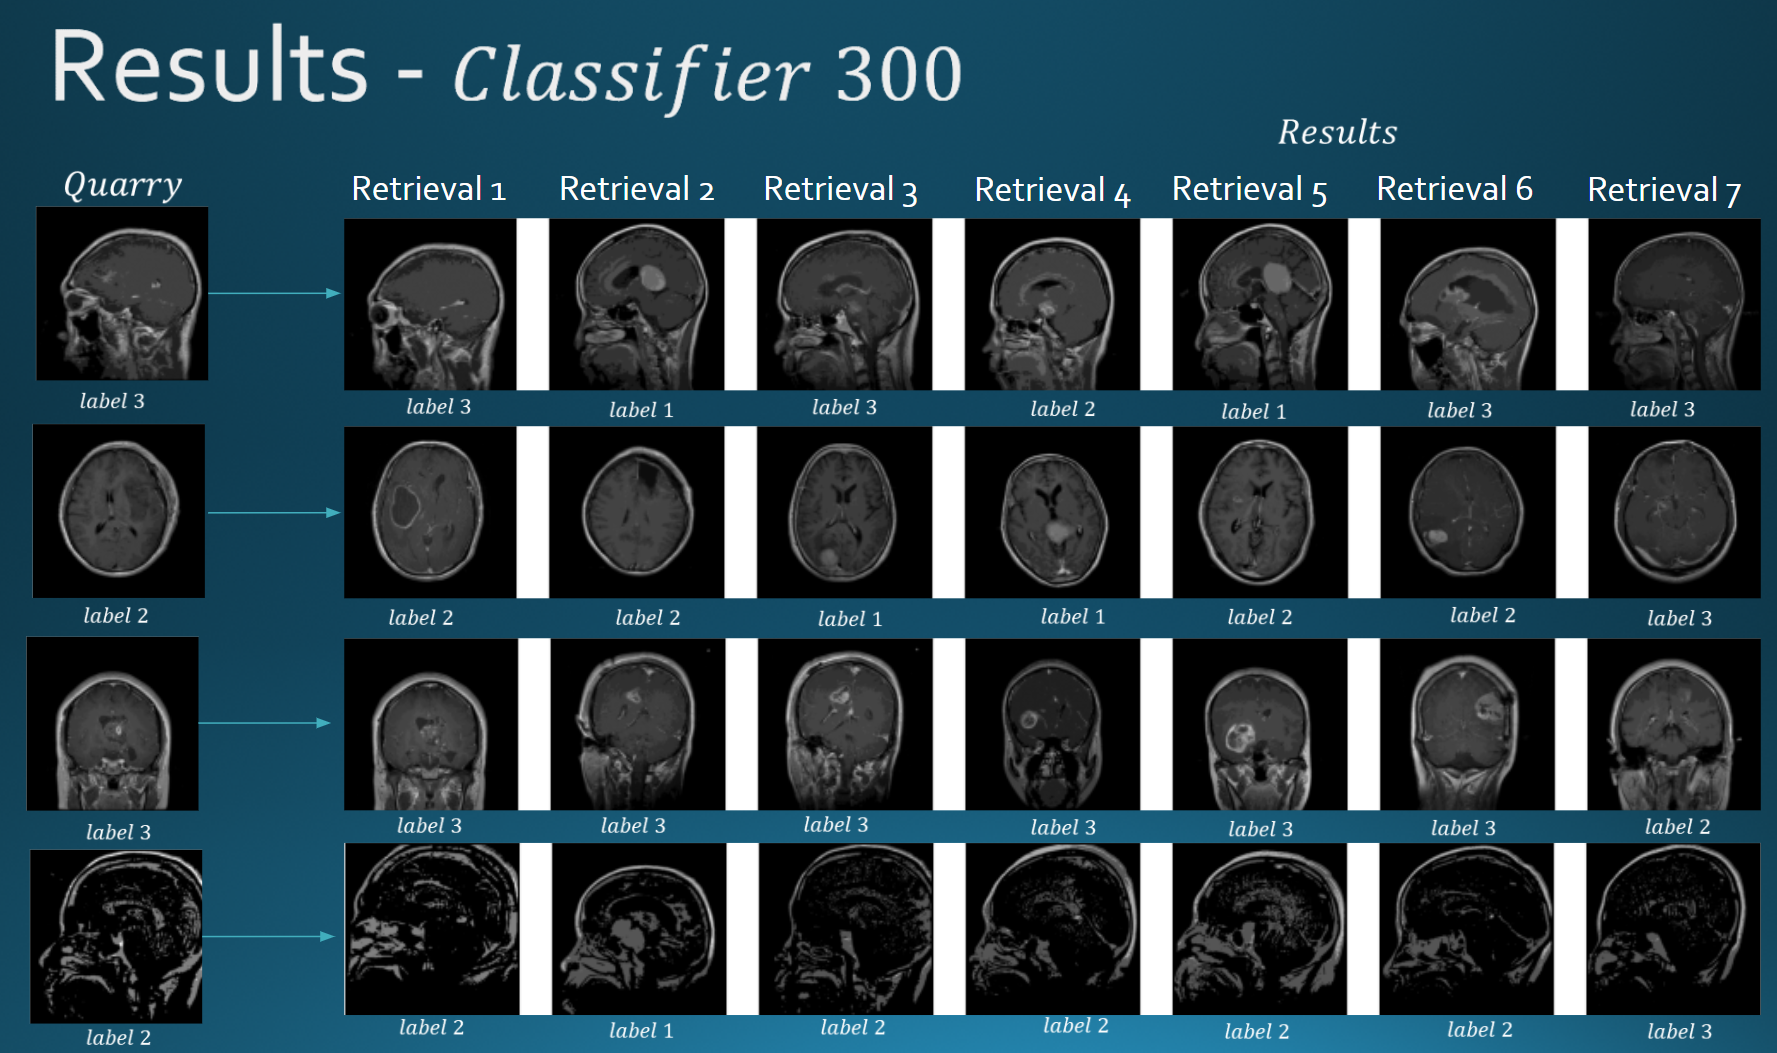 Results - Classifier 300
Results
Quarry
Retrieval 1 Retrieval 2 Retrieval 3 Retrieval 4 Retrieval 5 Retrieval 6 Retrieval 7
label 3 label 3 label 1 label 3 label 2 label 1 label 3 label 3
label 2 label 2 label 2 label 1 label 1 label 2 label 2 label 3
label 3 label 3 label 3 label 3 label 3 label 3 label 3 label 2
label 2 label 2 label 1 label 2 label 2 label 2 label 2 label 3